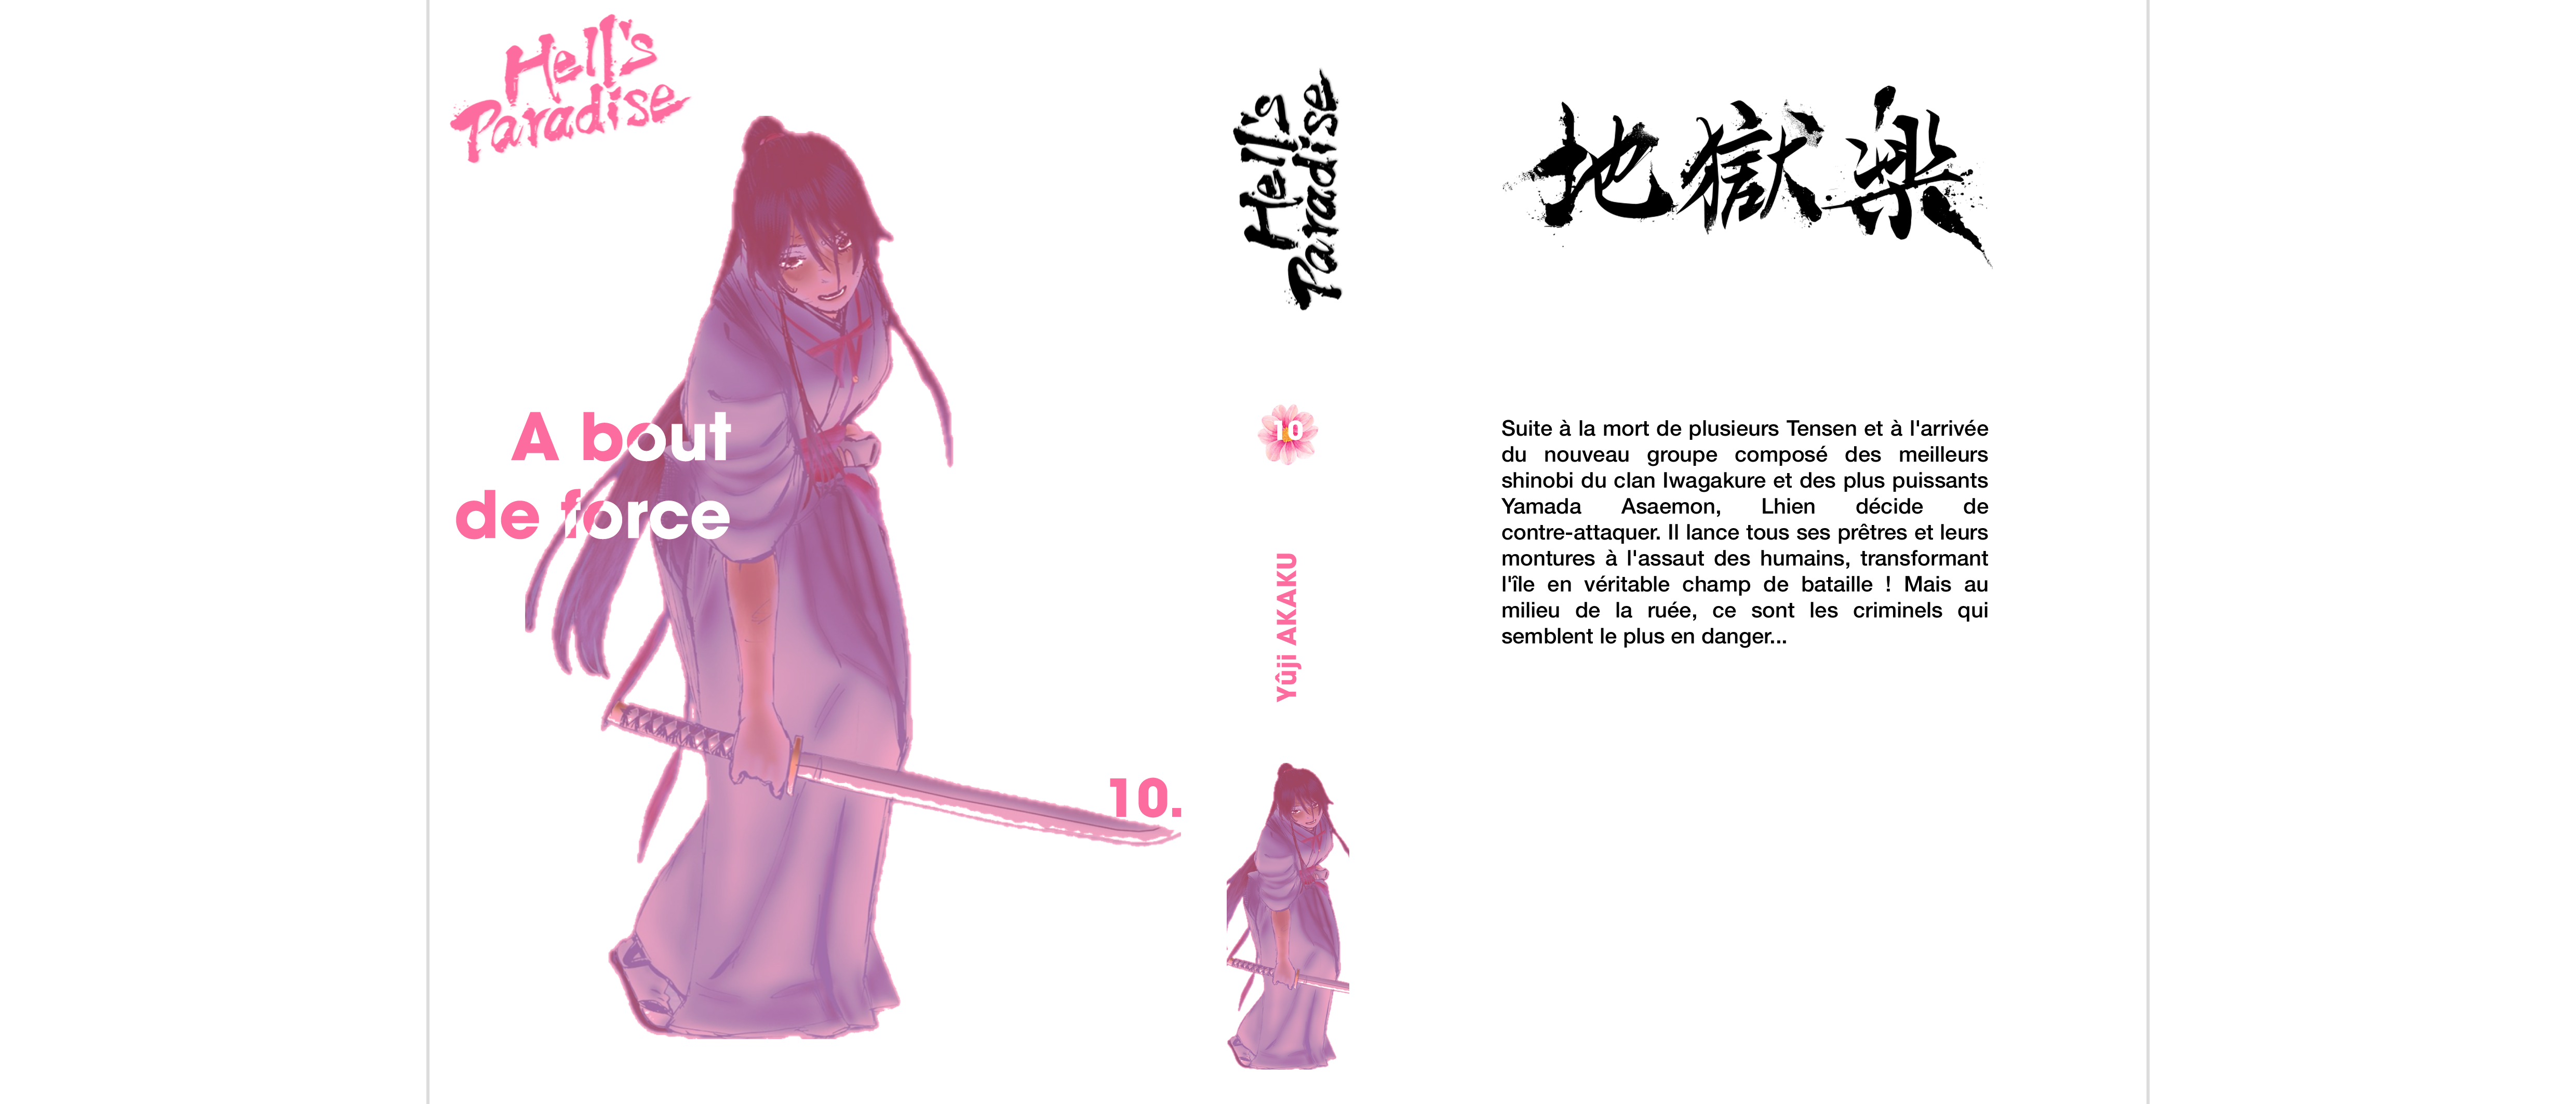 Hell's
Paradise
A bout
de force
10.
Hell's
Paradise
10
Yûji AKAKU
地獄楽
Suite à la mort de plusieurs Tensen et à l'arrivée
du nouveau groupe composé des meilleurs
shinobi du clan Iwagakure et des plus puissants
Yamada Asaemon, Lhien décide de
contre-attaquer. Il lance tous ses prêtres et leurs
montures à l'assaut des humains, transformant
l'île en véritable champ de bataille ! Mais au
milieu de la ruée, ce sont les criminels qui
semblent le plus en danger...